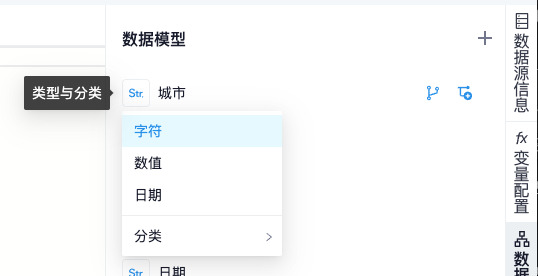 数据模型
数据源信息
类型与分类
Str.
城市
字符
fx
变量配置
数值
日期
分类
Str.
日期
数据